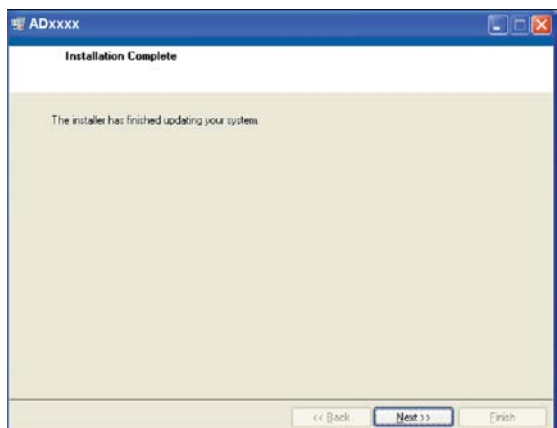 ADxxxx
Installation Complete
The installer has finished updating your system.
<< Back Next >> Finish